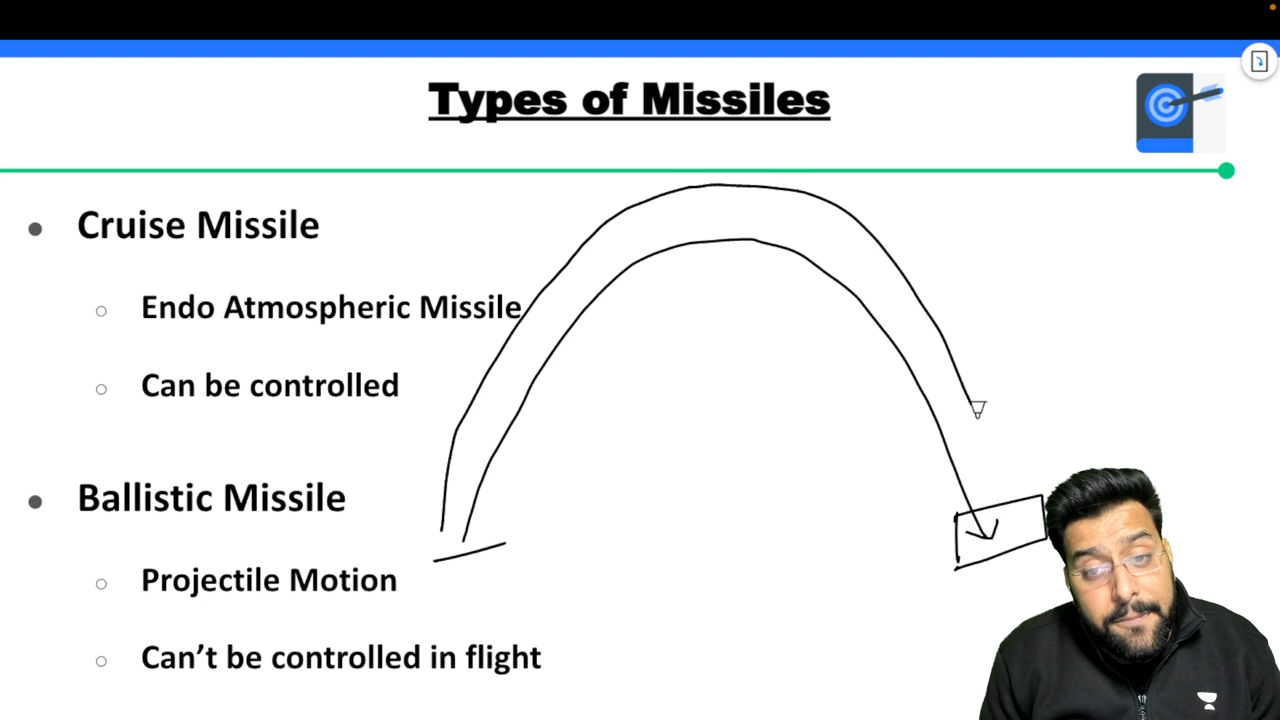 Types of Missiles
Cruise Missile
Endo Atmospheric Missile
Can be controlled
Ballistic Missile
Projectile Motion
Can’t be controlled in flight